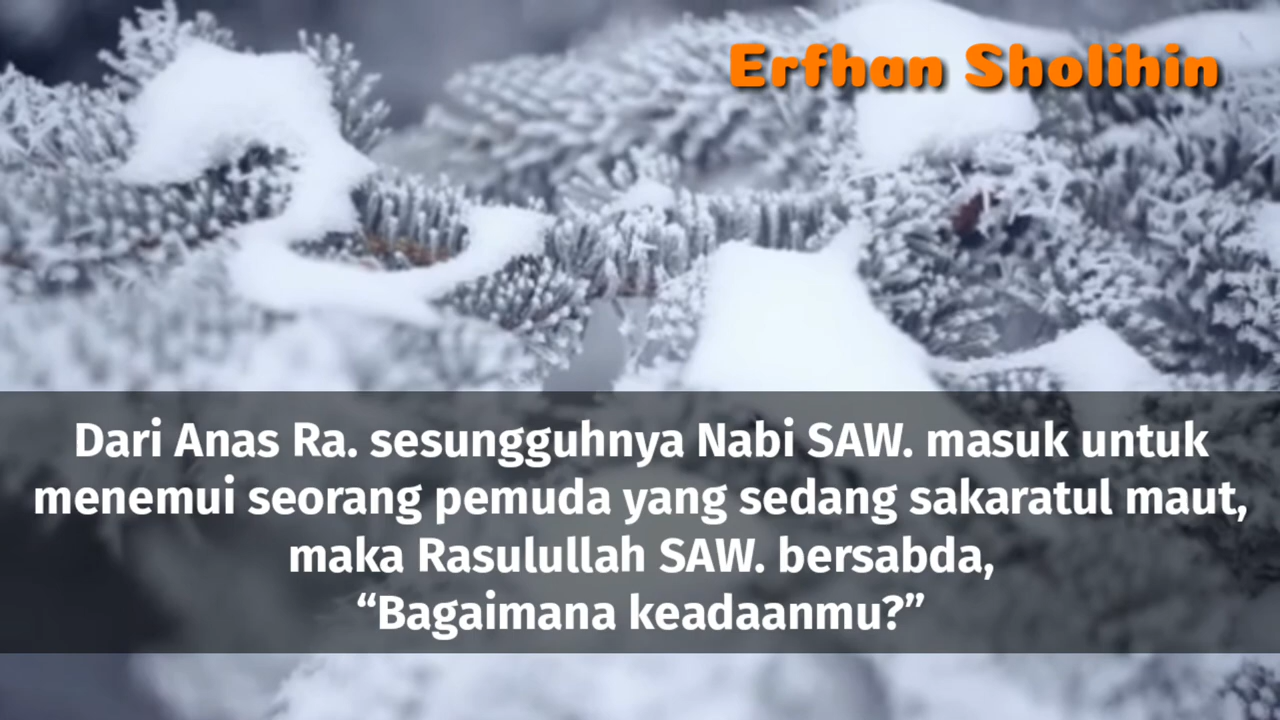 Erfhan Sholihin
Dari Anas Ra. sesungguhnya Nabi SAW. masuk untuk
menemui seorang pemuda yang sedang sakaratul maut,
maka Rasulullah SAW. bersabda,
“Bagaimana keadaanmu?”